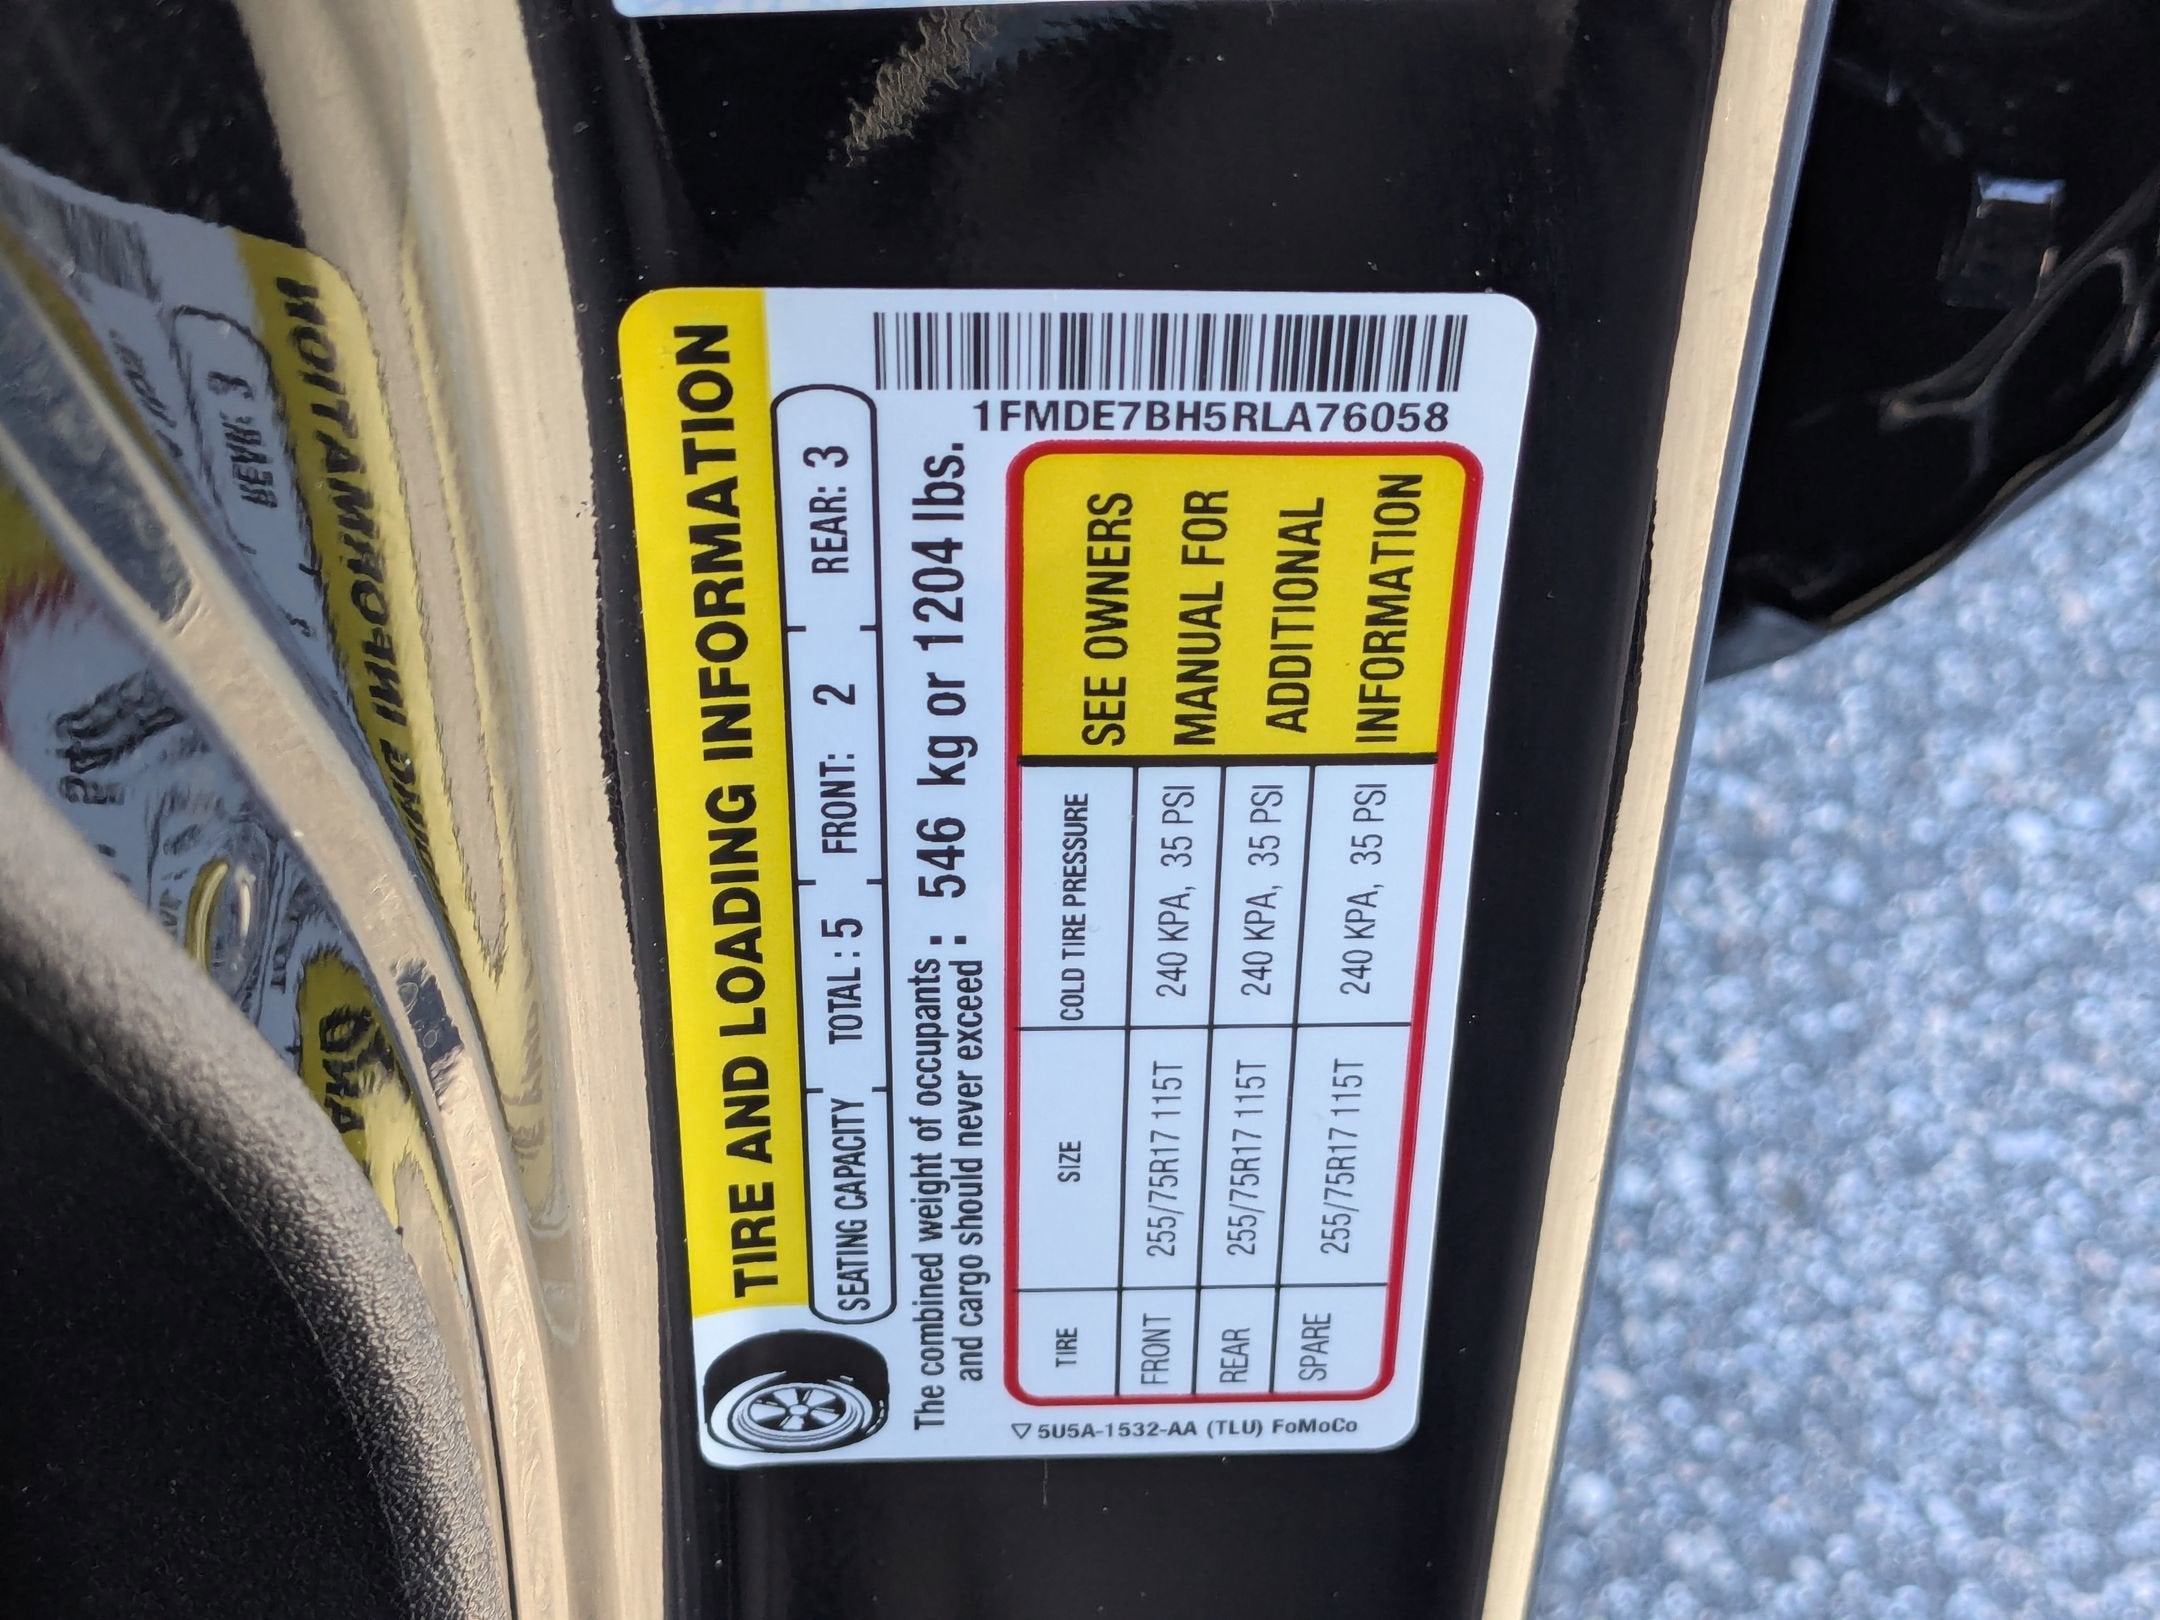 TIRE AND LOADING INFORMATION
SEATING CAPACITY TOTAL : 5 FRONT: 2 REAR: 3
The combined weight of occupants
and cargo should never exceed : 546 kg or 1204 lbs.
1FMDE7BH5RLA76058
TIRE SIZE COLD TIRE PRESSURE
FRONT 255/75R17 115T 240 KPA, 35 PSI
REAR 255/75R17 115T 240 KPA, 35 PSI
SPARE 255/75R17 115T 240 KPA, 35 PSI
SEE OWNERS
MANUAL FOR
ADDITIONAL
INFORMATION
▽ 5U5A-1532-AA (TLU) FoMoCo